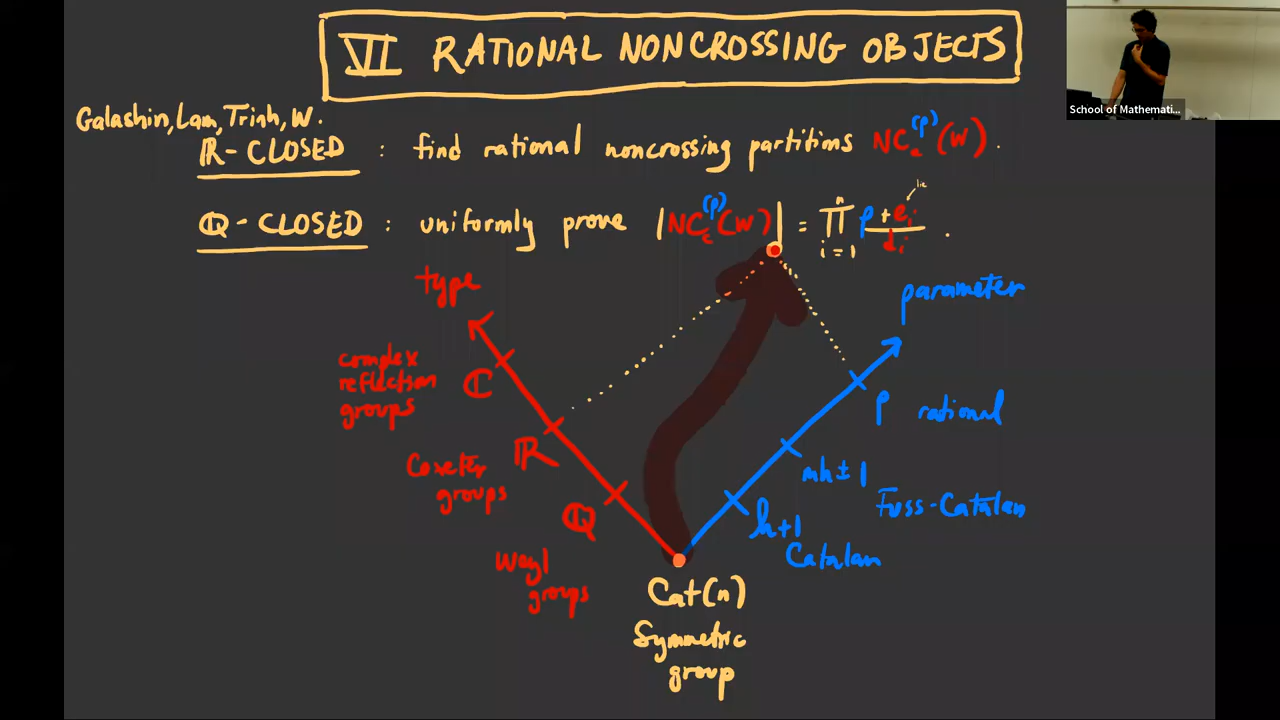 VII RATIONAL NONCROSSING OBJECTS
School of Mathemati...
Galashin, Lam, Trinh, W.
R-CLOSED : find rational noncrossing partitions NC_c^(p)(W).
Q-CLOSED : uniformly prove |NC_c^(p)(W)| = ∏_{i=1}^n (p + e_i)/d_i .
type
parameter
complex
reflection
groups
C
p rational
Coxeter
groups
R
mh±1
Fuss-Catalan
Q
h+1
Catalan
Weyl
groups
Cat(n)
Symmetric
group